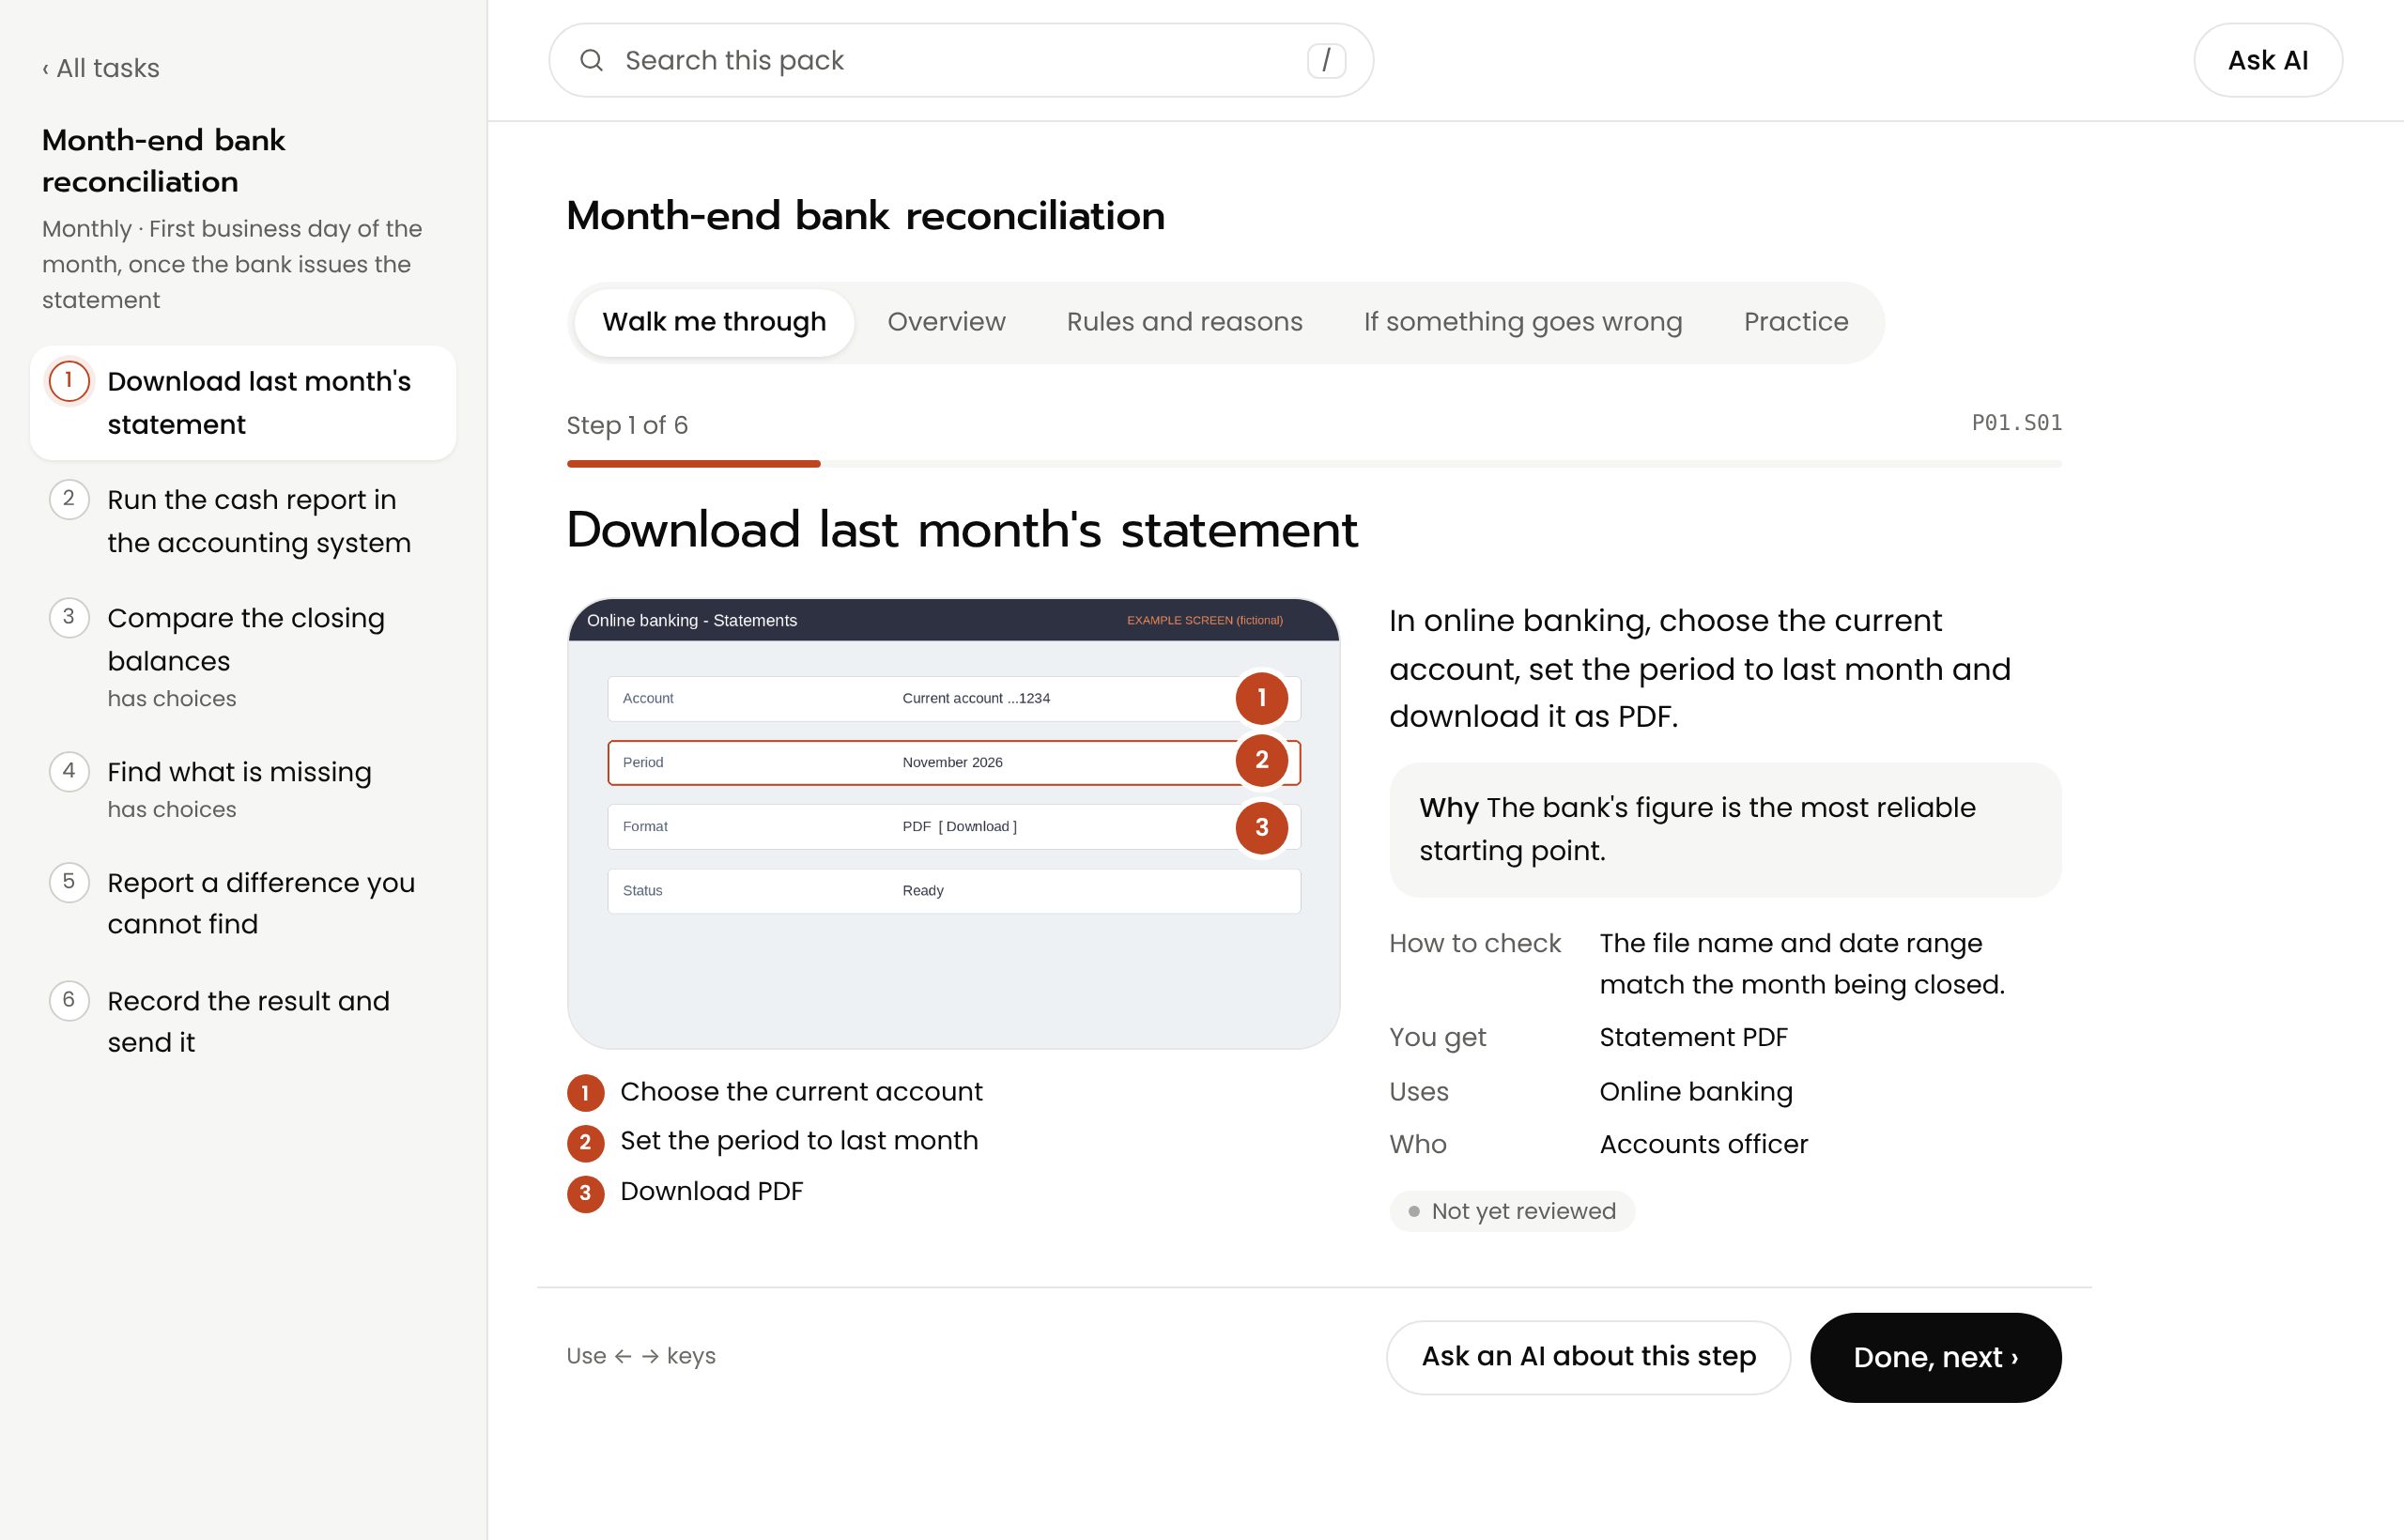 ‹ All tasks
Month-end bank
reconciliation
Monthly · First business day of the
month, once the bank issues the
statement
1 Download last month's
statement
2 Run the cash report in
the accounting system
3 Compare the closing
balances
has choices
4 Find what is missing
has choices
5 Report a difference you
cannot find
6 Record the result and
send it
Search this pack /
Ask AI
Month-end bank reconciliation
Walk me through Overview Rules and reasons If something goes wrong Practice
Step 1 of 6 P01.S01
Download last month's statement
Online banking - Statements EXAMPLE SCREEN (fictional)
Account Current account ...1234 1
Period November 2026 2
Format PDF [ Download ] 3
Status Ready
1 Choose the current account
2 Set the period to last month
3 Download PDF
In online banking, choose the current
account, set the period to last month and
download it as PDF.
Why The bank's figure is the most reliable
starting point.
How to check The file name and date range
match the month being closed.
You get Statement PDF
Uses Online banking
Who Accounts officer
Not yet reviewed
Use ← → keys
Ask an AI about this step
Done, next ›